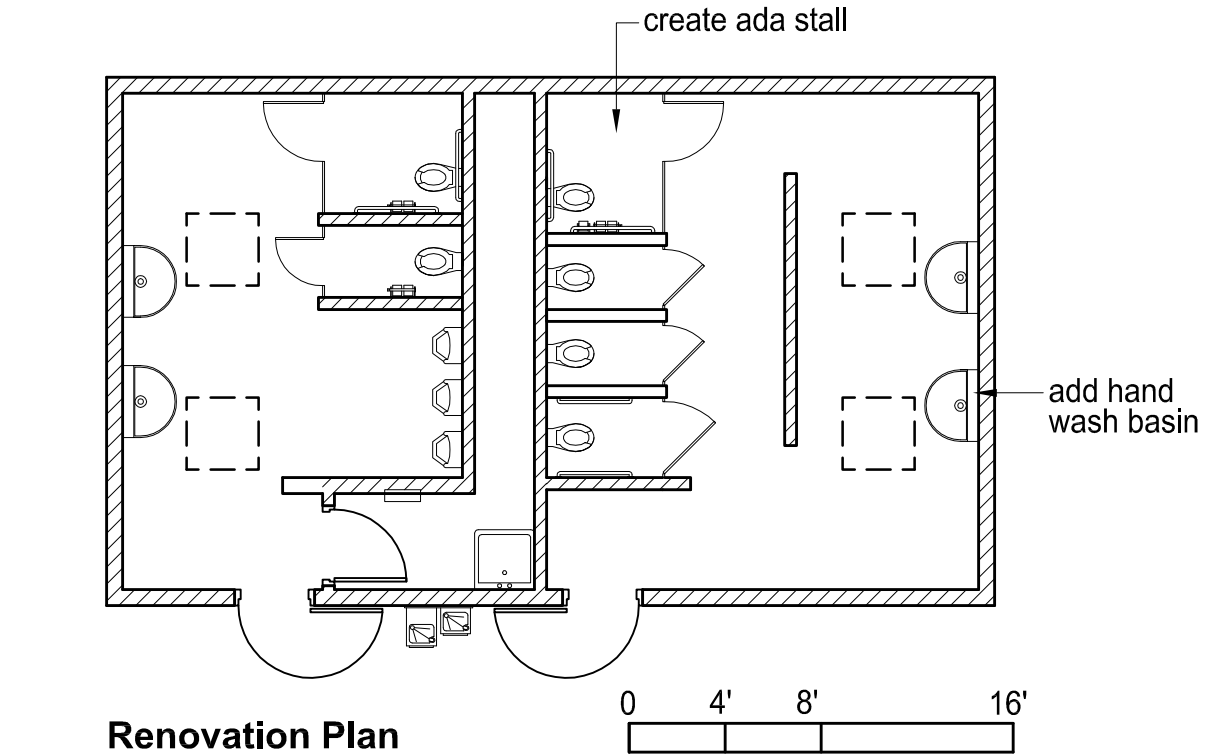 create ada stall
add hand
wash basin
Renovation Plan
0 4' 8' 16'